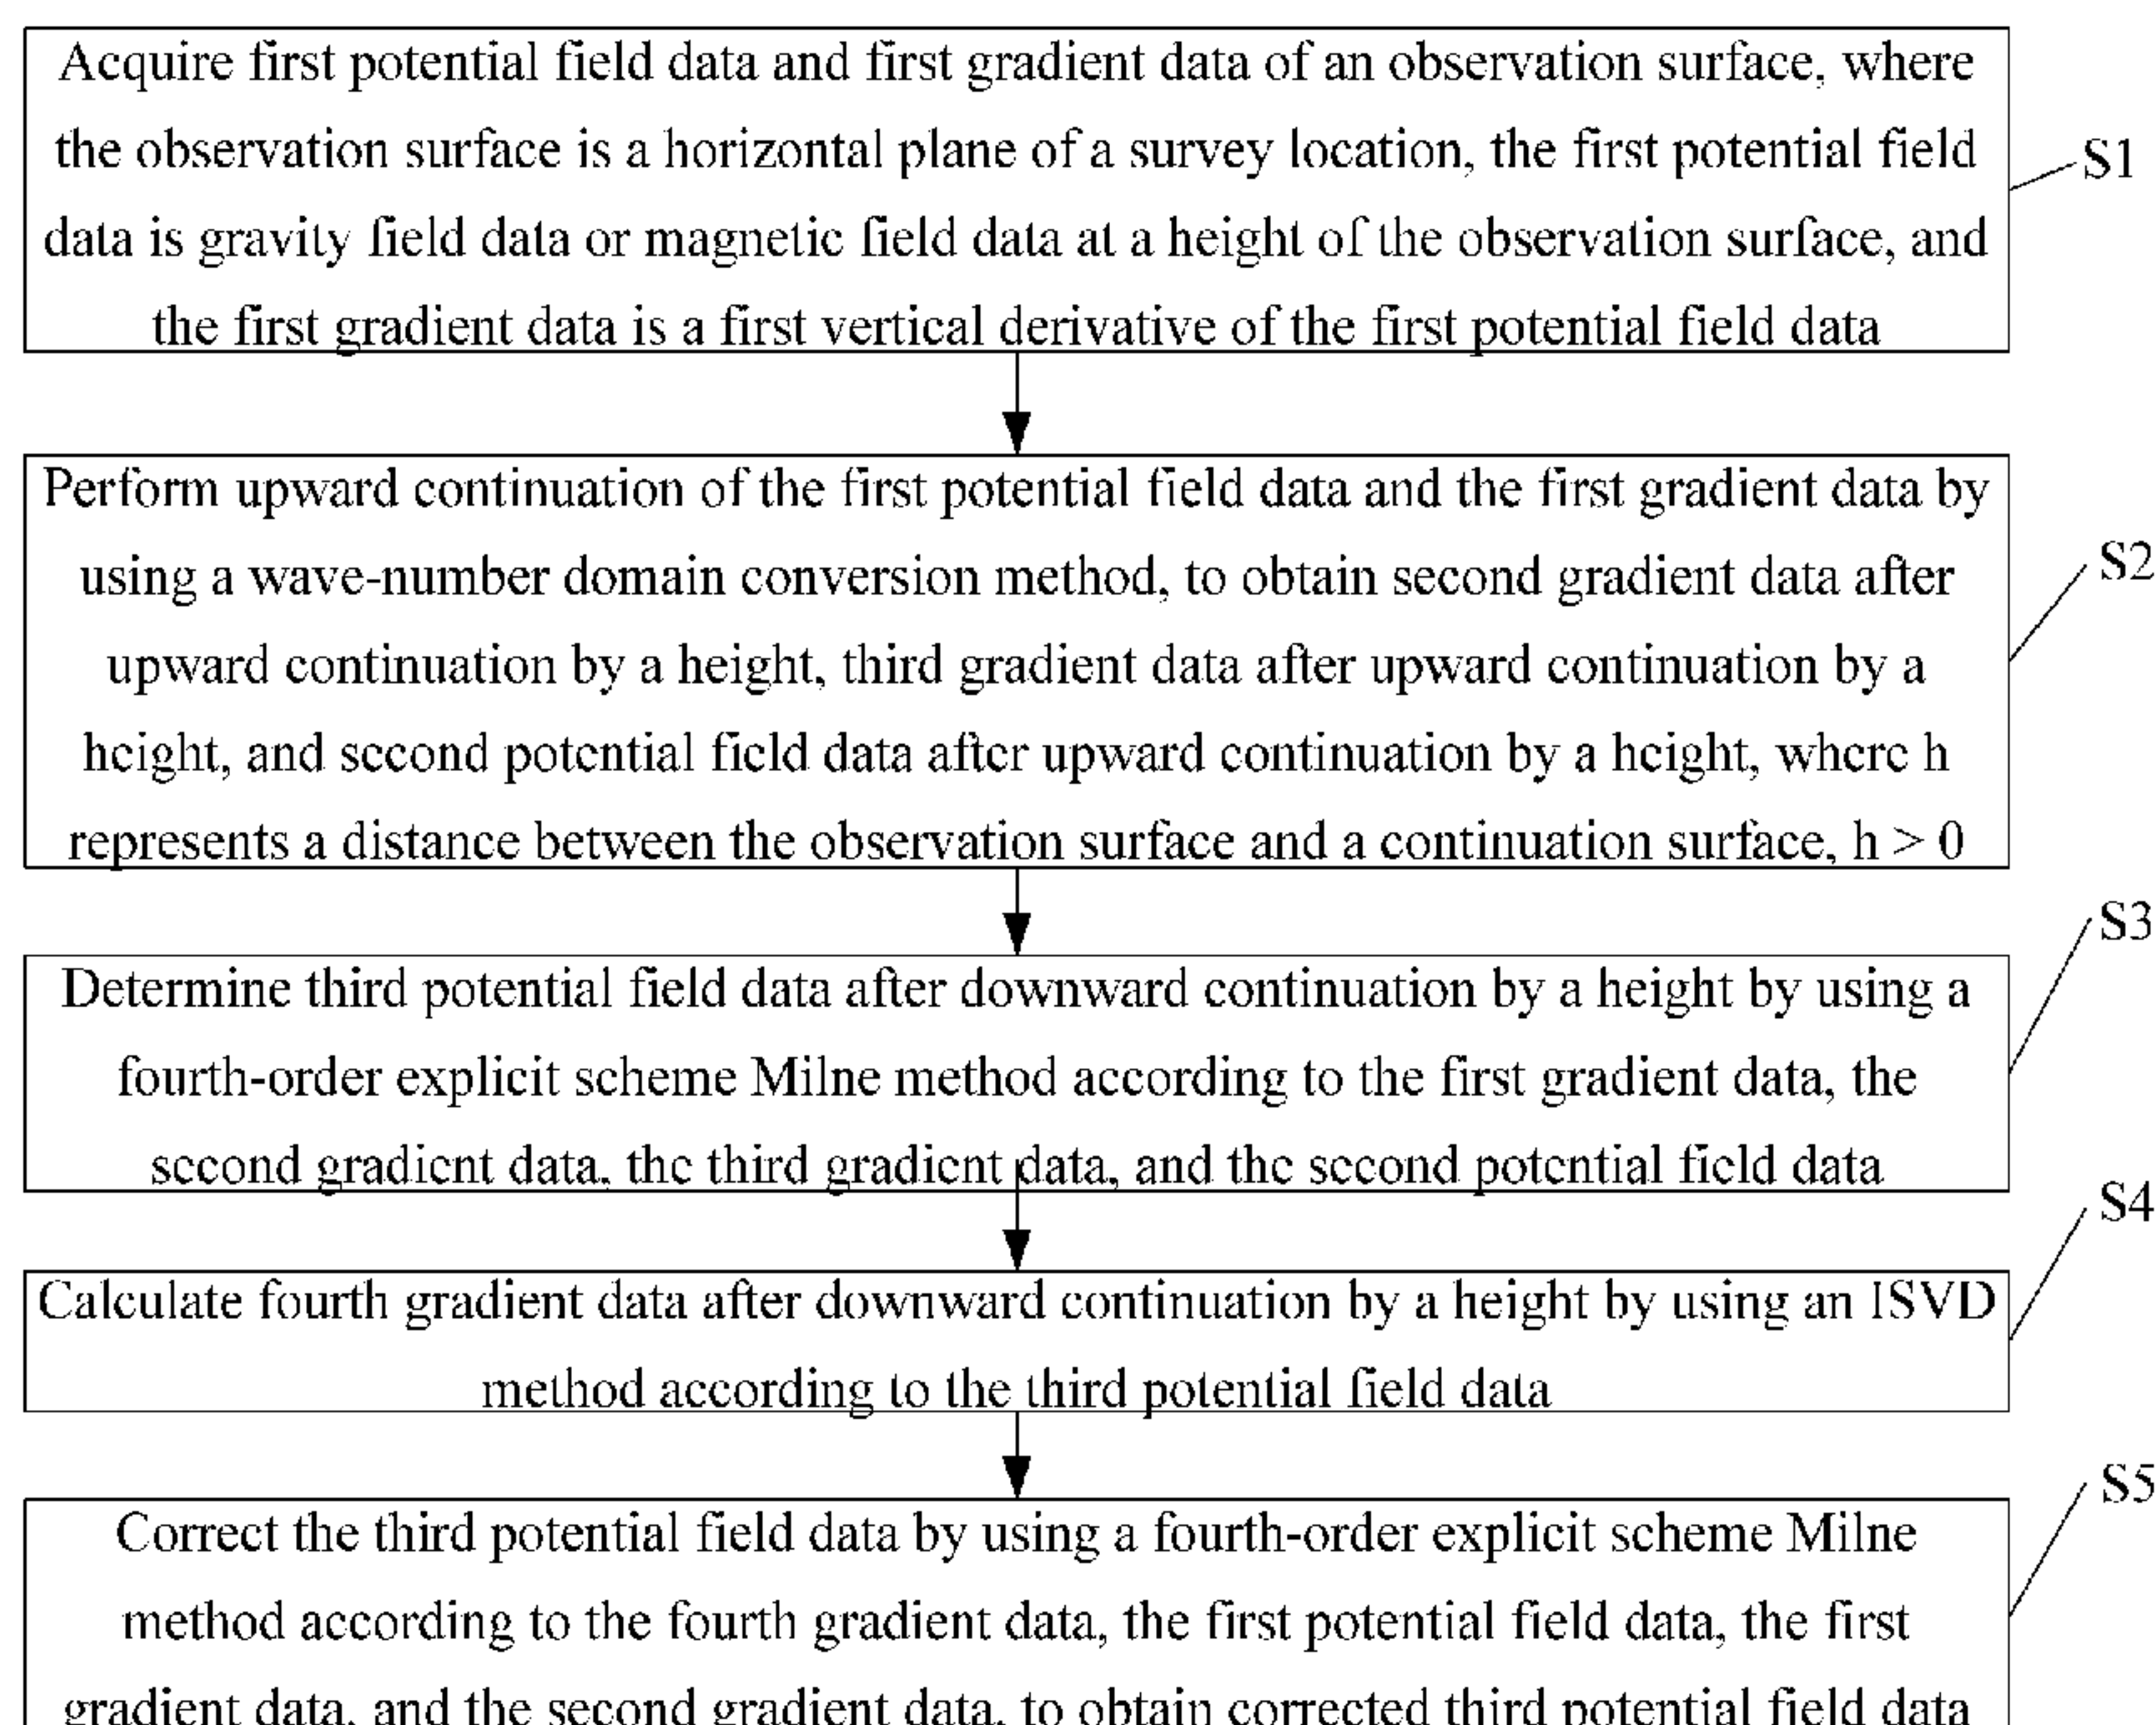 Acquire first potential field data and first gradient data of an observation surface, where
the observation surface is a horizontal plane of a survey location, the first potential field
data is gravity field data or magnetic field data at a height of the observation surface, and
the first gradient data is a first vertical derivative of the first potential field data
S1
Perform upward continuation of the first potential field data and the first gradient data by
using a wave-number domain conversion method, to obtain second gradient data after
upward continuation by a height, third gradient data after upward continuation by a
height, and second potential field data after upward continuation by a height, where h
represents a distance between the observation surface and a continuation surface, h > 0
S2
Determine third potential field data after downward continuation by a height by using a
fourth-order explicit scheme Milne method according to the first gradient data, the
second gradient data, the third gradient data, and the second potential field data
S3
Calculate fourth gradient data after downward continuation by a height by using an ISVD
method according to the third potential field data
S4
Correct the third potential field data by using a fourth-order explicit scheme Milne
method according to the fourth gradient data, the first potential field data, the first
gradient data, and the second gradient data, to obtain corrected third potential field data
S5